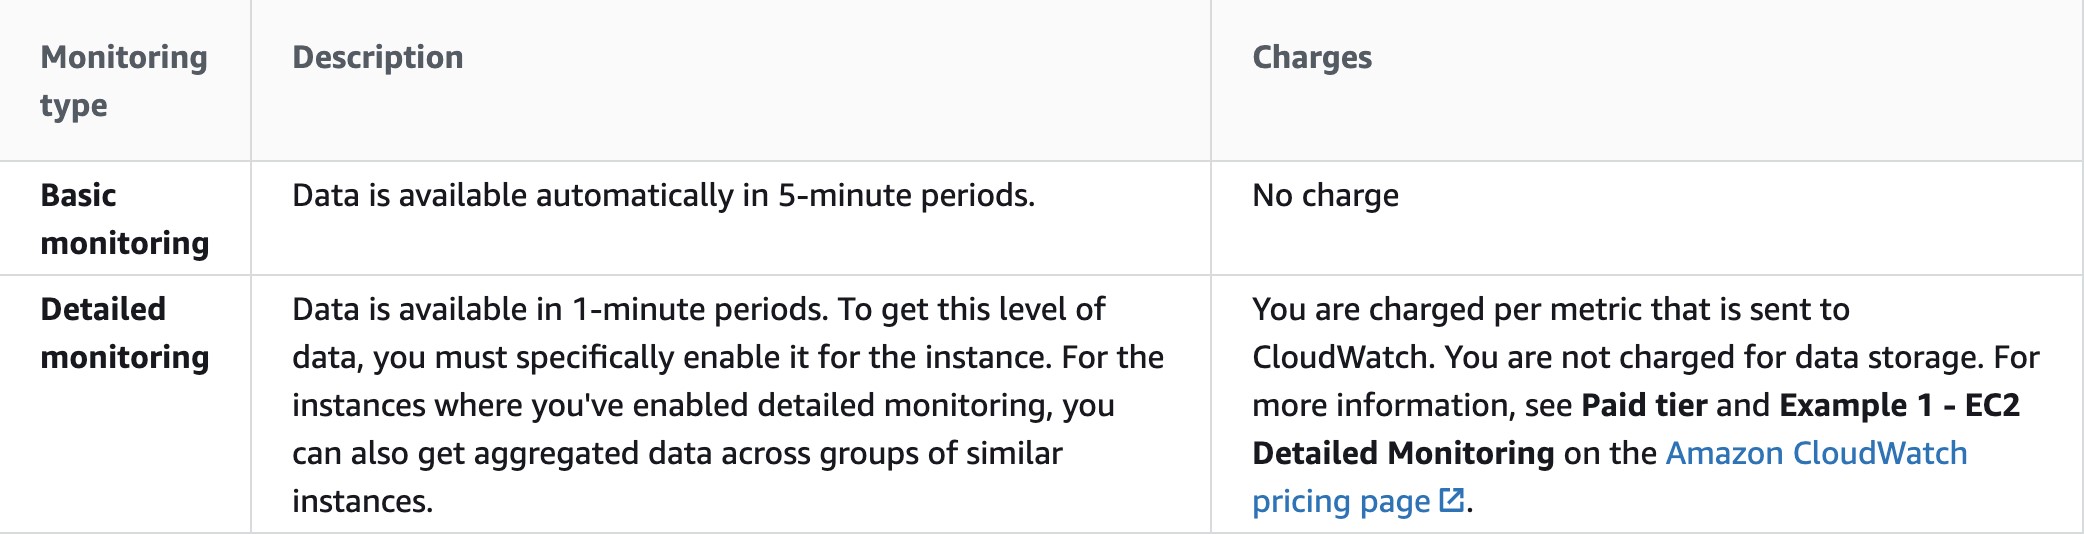 Monitoring
type
Description
Charges
Basic
monitoring
Data is available automatically in 5-minute periods.
No charge
Detailed
monitoring
Data is available in 1-minute periods. To get this level of
data, you must specifically enable it for the instance. For the
instances where you've enabled detailed monitoring, you
can also get aggregated data across groups of similar
instances.
You are charged per metric that is sent to
CloudWatch. You are not charged for data storage. For
more information, see Paid tier and Example 1 - EC2
Detailed Monitoring on the Amazon CloudWatch
pricing page.